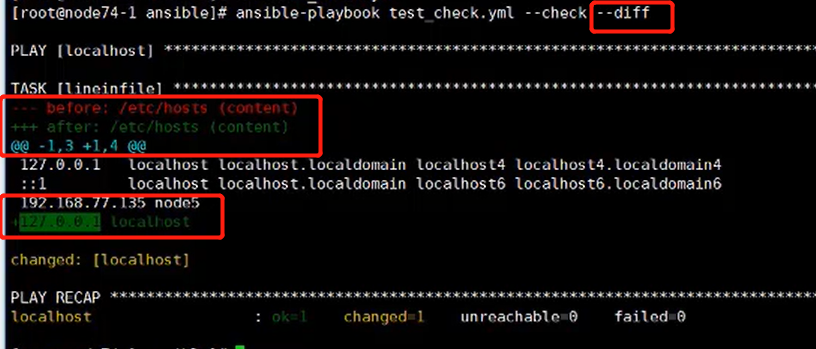 [root@node74-1 ansible]# ansible-playbook test_check.yml --check --diff
PLAY [localhost] ******************************************************************************
TASK [lineinfile] *****************************************************************************
--- before: /etc/hosts (content)
+++ after: /etc/hosts (content)
@@ -1,3 +1,4 @@
127.0.0.1   localhost localhost.localdomain localhost4 localhost4.localdomain4
::1         localhost localhost.localdomain localhost6 localhost6.localdomain6
192.168.77.135 node5
+127.0.0.1 localhost
changed: [localhost]
PLAY RECAP ************************************************************************************
localhost                  : ok=1    changed=1    unreachable=0    failed=0